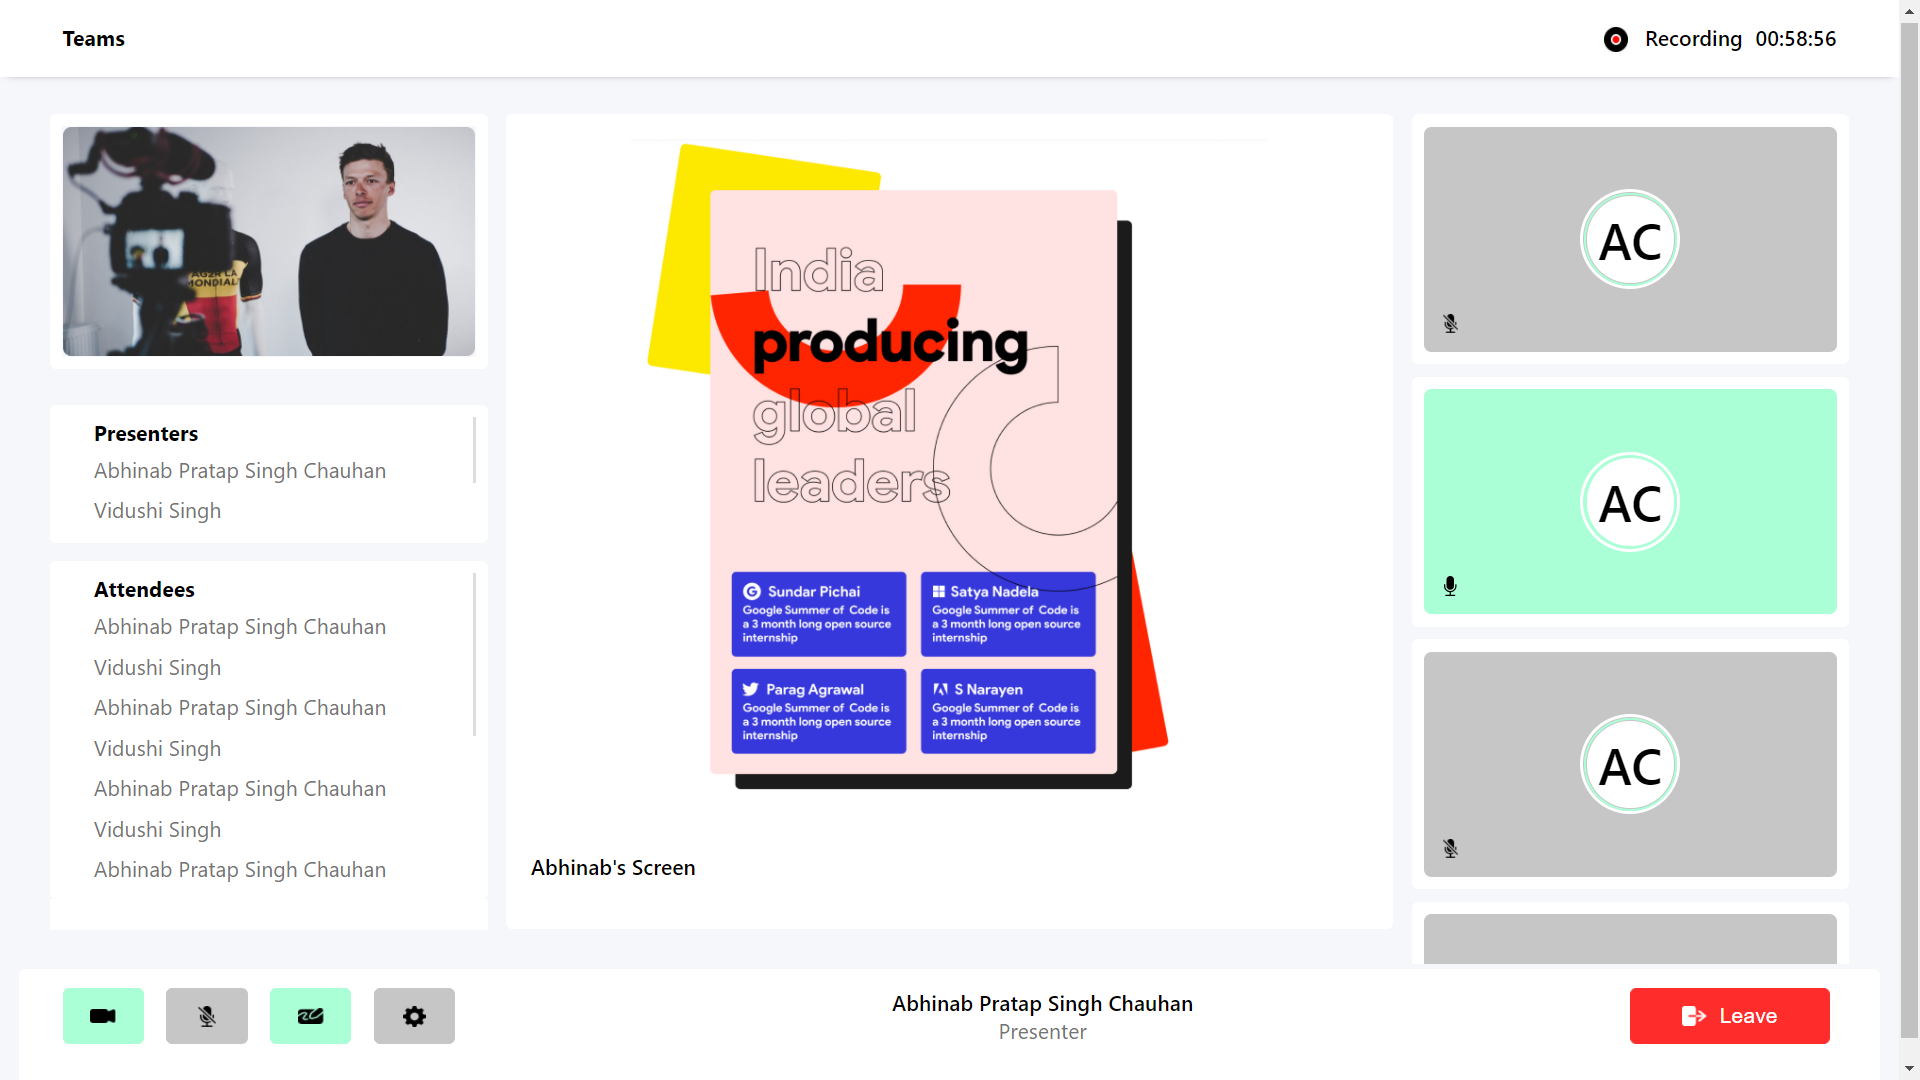 Teams
Recording 00:58:56
AGZR LA
MONDIAL
Presenters
Abhinab Pratap Singh Chauhan
Vidushi Singh
Attendees
Abhinab Pratap Singh Chauhan
Vidushi Singh
Abhinab Pratap Singh Chauhan
Vidushi Singh
Abhinab Pratap Singh Chauhan
Vidushi Singh
Abhinab Pratap Singh Chauhan
India
producing
global
leaders
G Sundar Pichai
Google Summer of Code is
a 3 month long open source
internship
Satya Nadela
Google Summer of Code is
a 3 month long open source
internship
Parag Agrawal
Google Summer of Code is
a 3 month long open source
internship
S Narayen
Google Summer of Code is
a 3 month long open source
internship
Abhinab's Screen
AC
AC
AC
Abhinab Pratap Singh Chauhan
Presenter
Leave